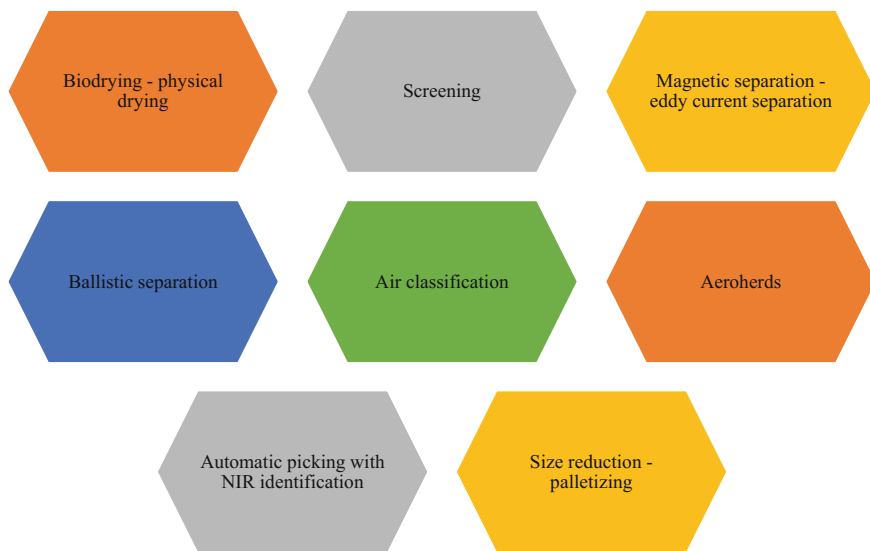 Biodrying - physical
drying
Screening
Magnetic separation -
eddy current separation
Ballistic separation
Air classification
Aeroherds
Automatic picking with
NIR identification
Size reduction -
palletizing